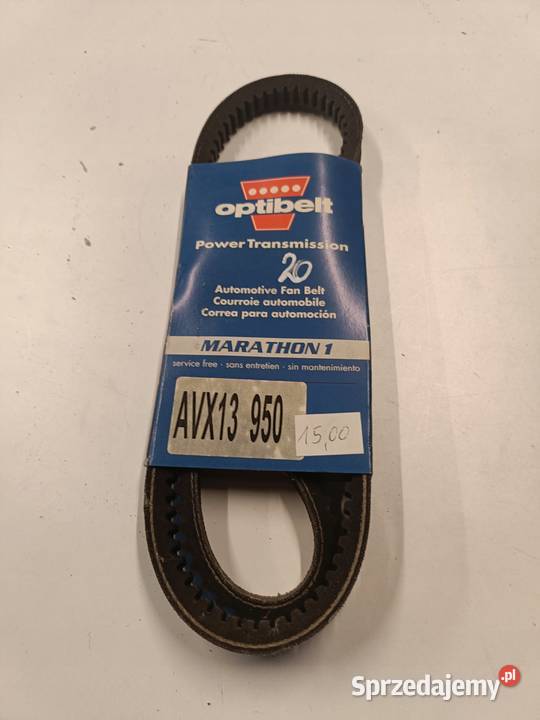 optibelt
Power Transmission
20
Automotive Fan Belt
Courroie automobile
Correa para automoción
MARATHON 1
service free · sans entretien · sin mantenimiento
AVX13 950
15,00
Sprzedajemy.pl